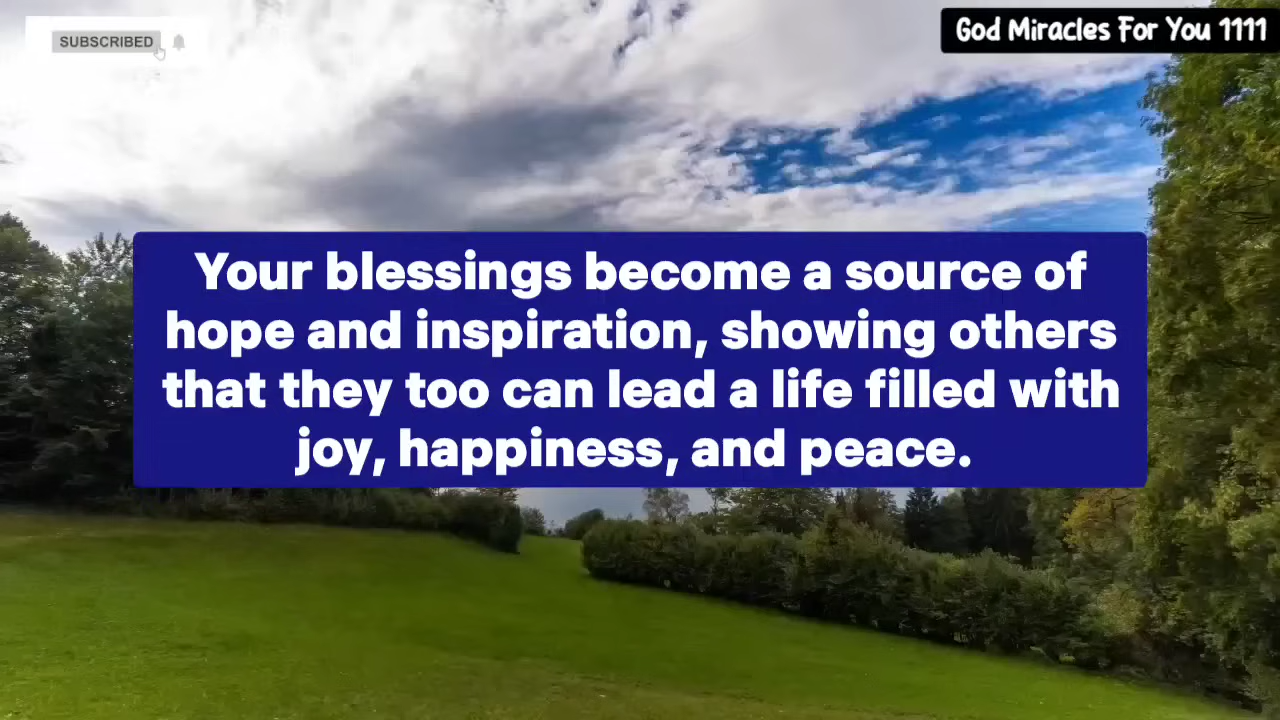 SUBSCRIBED
God Miracles For You 1111
Your blessings become a source of
hope and inspiration, showing others
that they too can lead a life filled with
joy, happiness, and peace.